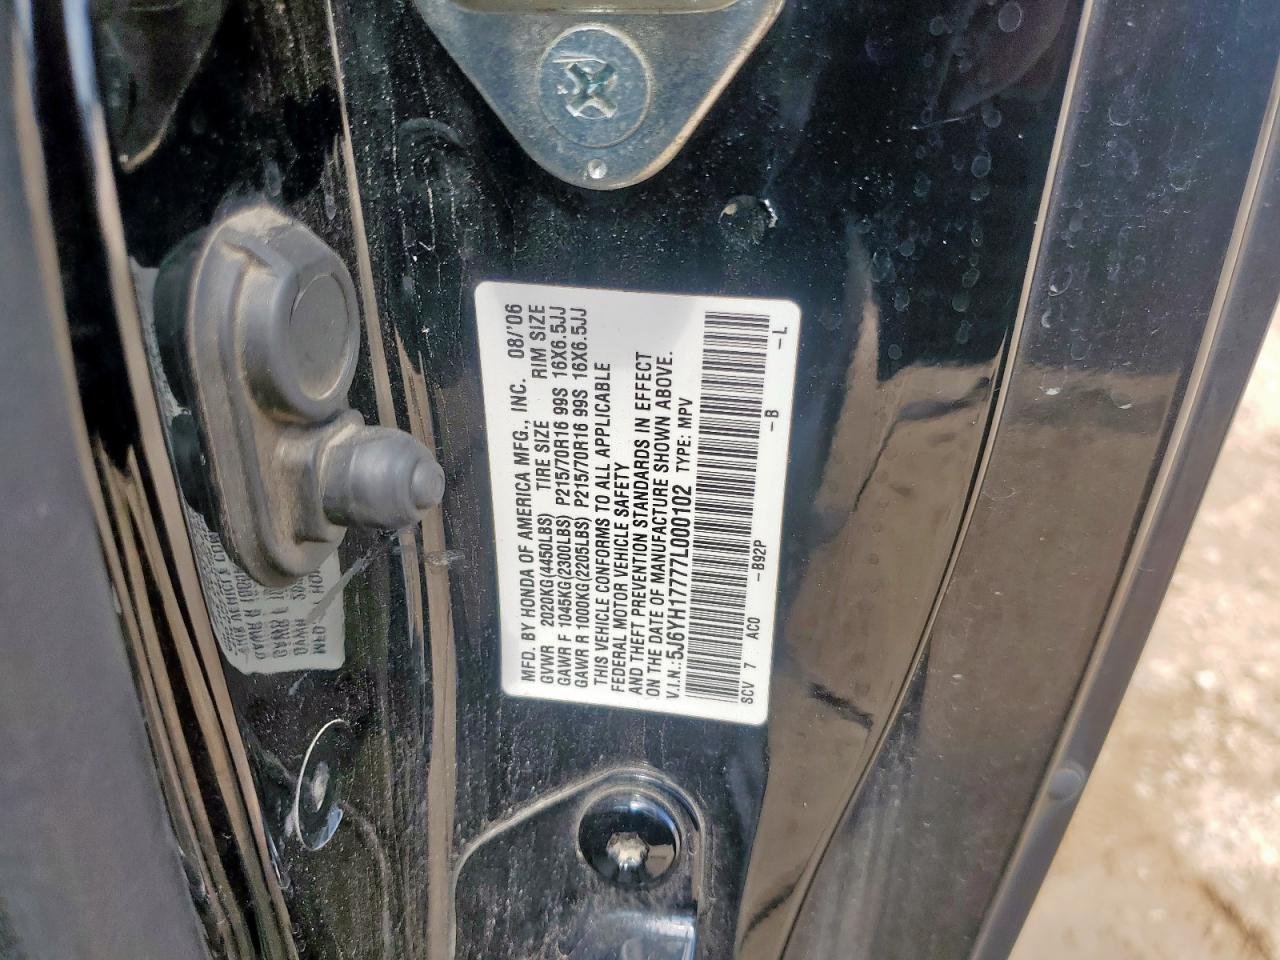 MFD. BY HONDA OF AMERICA MFG., INC. 08/'06
GVWR 2020KG(4450LBS) TIRE SIZE RIM SIZE
GAWR F 1045KG(2300LBS) P215/70R16 99S 16X6.5JJ
GAWR R 1000KG(2205LBS) P215/70R16 99S 16X6.5JJ
THIS VEHICLE CONFORMS TO ALL APPLICABLE
FEDERAL MOTOR VEHICLE SAFETY
AND THEFT PREVENTION STANDARDS IN EFFECT
ON THE DATE OF MANUFACTURE SHOWN ABOVE.
V.I.N.:5J6YH17777L000102 TYPE: MPV
SCV 7 AC0 -B92P -B -L